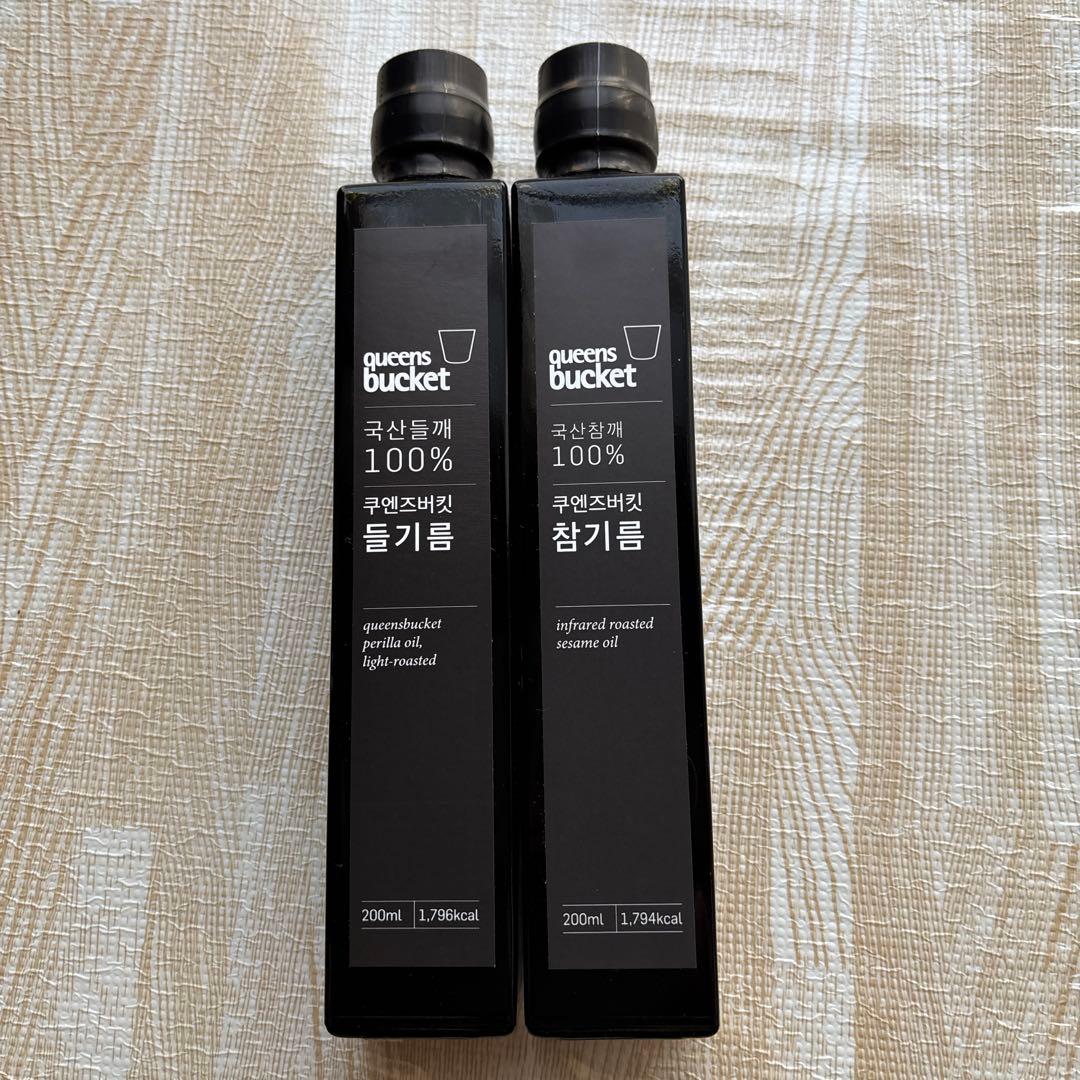 queens
bucket
국산들깨
100%
쿠엔즈버킷
들기름
queensbucket
perilla oil,
light-roasted
200ml 1,796kcal
queens
bucket
국산참깨
100%
쿠엔즈버킷
참기름
infrared roasted
sesame oil
200ml 1,794kcal